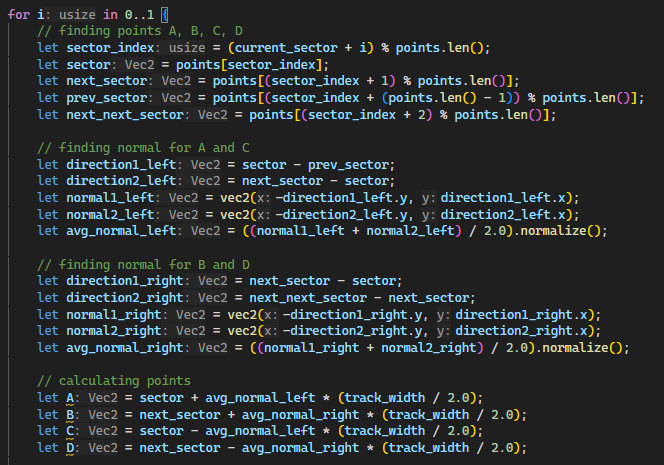 for i: usize in 0..1 {
// finding points A, B, C, D
let sector_index: usize = (current_sector + i) % points.len();
let sector: Vec2 = points[sector_index];
let next_sector: Vec2 = points[(sector_index + 1) % points.len()];
let prev_sector: Vec2 = points[(sector_index + (points.len() - 1)) % points.len()];
let next_next_sector: Vec2 = points[(sector_index + 2) % points.len()];
// finding normal for A and C
let direction1_left: Vec2 = sector - prev_sector;
let direction2_left: Vec2 = next_sector - sector;
let normal1_left: Vec2 = vec2(x: -direction1_left.y, y: direction1_left.x);
let normal2_left: Vec2 = vec2(x: -direction2_left.y, y: direction2_left.x);
let avg_normal_left: Vec2 = ((normal1_left + normal2_left) / 2.0).normalize();
// finding normal for B and D
let direction1_right: Vec2 = next_sector - sector;
let direction2_right: Vec2 = next_next_sector - next_sector;
let normal1_right: Vec2 = vec2(x: -direction1_right.y, y: direction1_right.x);
let normal2_right: Vec2 = vec2(x: -direction2_right.y, y: direction2_right.x);
let avg_normal_right: Vec2 = ((normal1_right + normal2_right) / 2.0).normalize();
// calculating points
let A: Vec2 = sector + avg_normal_left * (track_width / 2.0);
let B: Vec2 = next_sector + avg_normal_right * (track_width / 2.0);
let C: Vec2 = sector - avg_normal_left * (track_width / 2.0);
let D: Vec2 = next_sector - avg_normal_right * (track_width / 2.0);